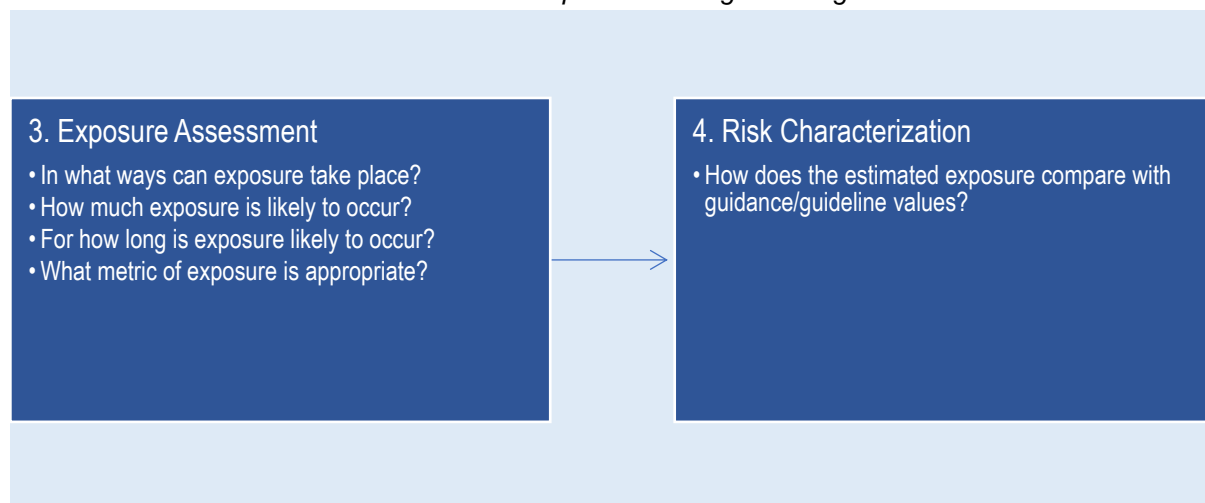 3. Exposure Assessment
• In what ways can exposure take place?
• How much exposure is likely to occur?
• For how long is exposure likely to occur?
• What metric of exposure is appropriate?
4. Risk Characterization
• How does the estimated exposure compare with
guidance/guideline values?